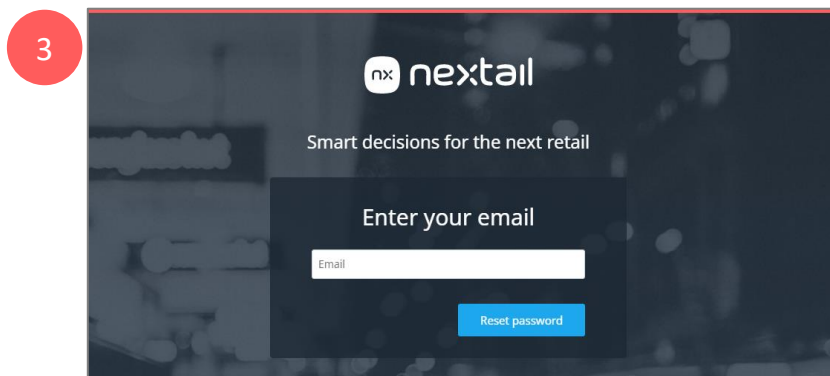 3
nx nextail
Smart decisions for the next retail
Enter your email
Email
Reset password